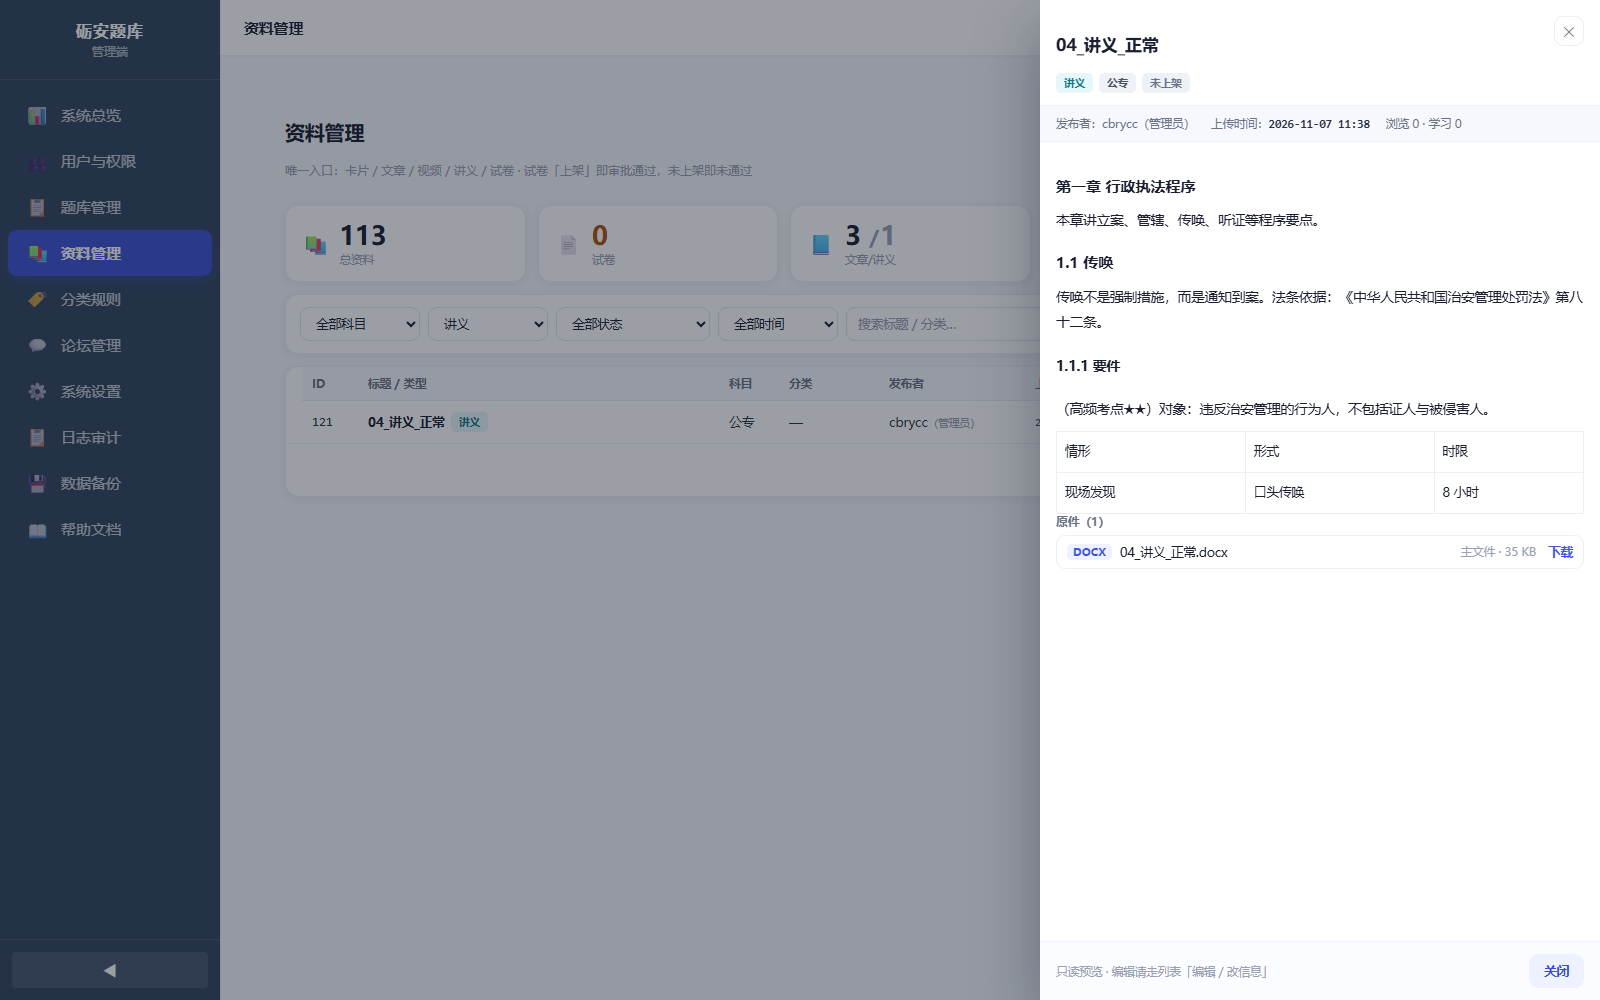 砺安题库
管理端
系统总览
用户与权限
题库管理
资料管理
分类规则
论坛管理
系统设置
日志审计
数据备份
帮助文档
资料管理
资料管理
唯一入口：卡片 / 文章 / 视频 / 讲义 / 试卷 · 试卷「上架」即审批通过，未上架即未通过
113
总资料
0
试卷
3 /1
文章/讲义
全部科目
讲义
全部状态
全部时间
搜索标题 / 分类...
ID 标题 / 类型 科目 分类 发布者
121 04_讲义_正常 讲义 公专 — cbrycc (管理员)
04_讲义_正常
讲义 公专 未上架
发布者：cbrycc（管理员） 上传时间：2026-11-07 11:38 浏览 0 · 学习 0
第一章 行政执法程序
本章讲立案、管辖、传唤、听证等程序要点。
1.1 传唤
传唤不是强制措施，而是通知到案。法条依据：《中华人民共和国治安管理处罚法》第八
十二条。
1.1.1 要件
（高频考点★★）对象：违反治安管理的行为人，不包括证人与被侵害人。
情形 形式 时限
现场发现 口头传唤 8 小时
原件（1）
DOCX 04_讲义_正常.docx 主文件 · 35 KB 下载
只读预览 · 编辑请走列表「编辑 / 改信息」
关闭